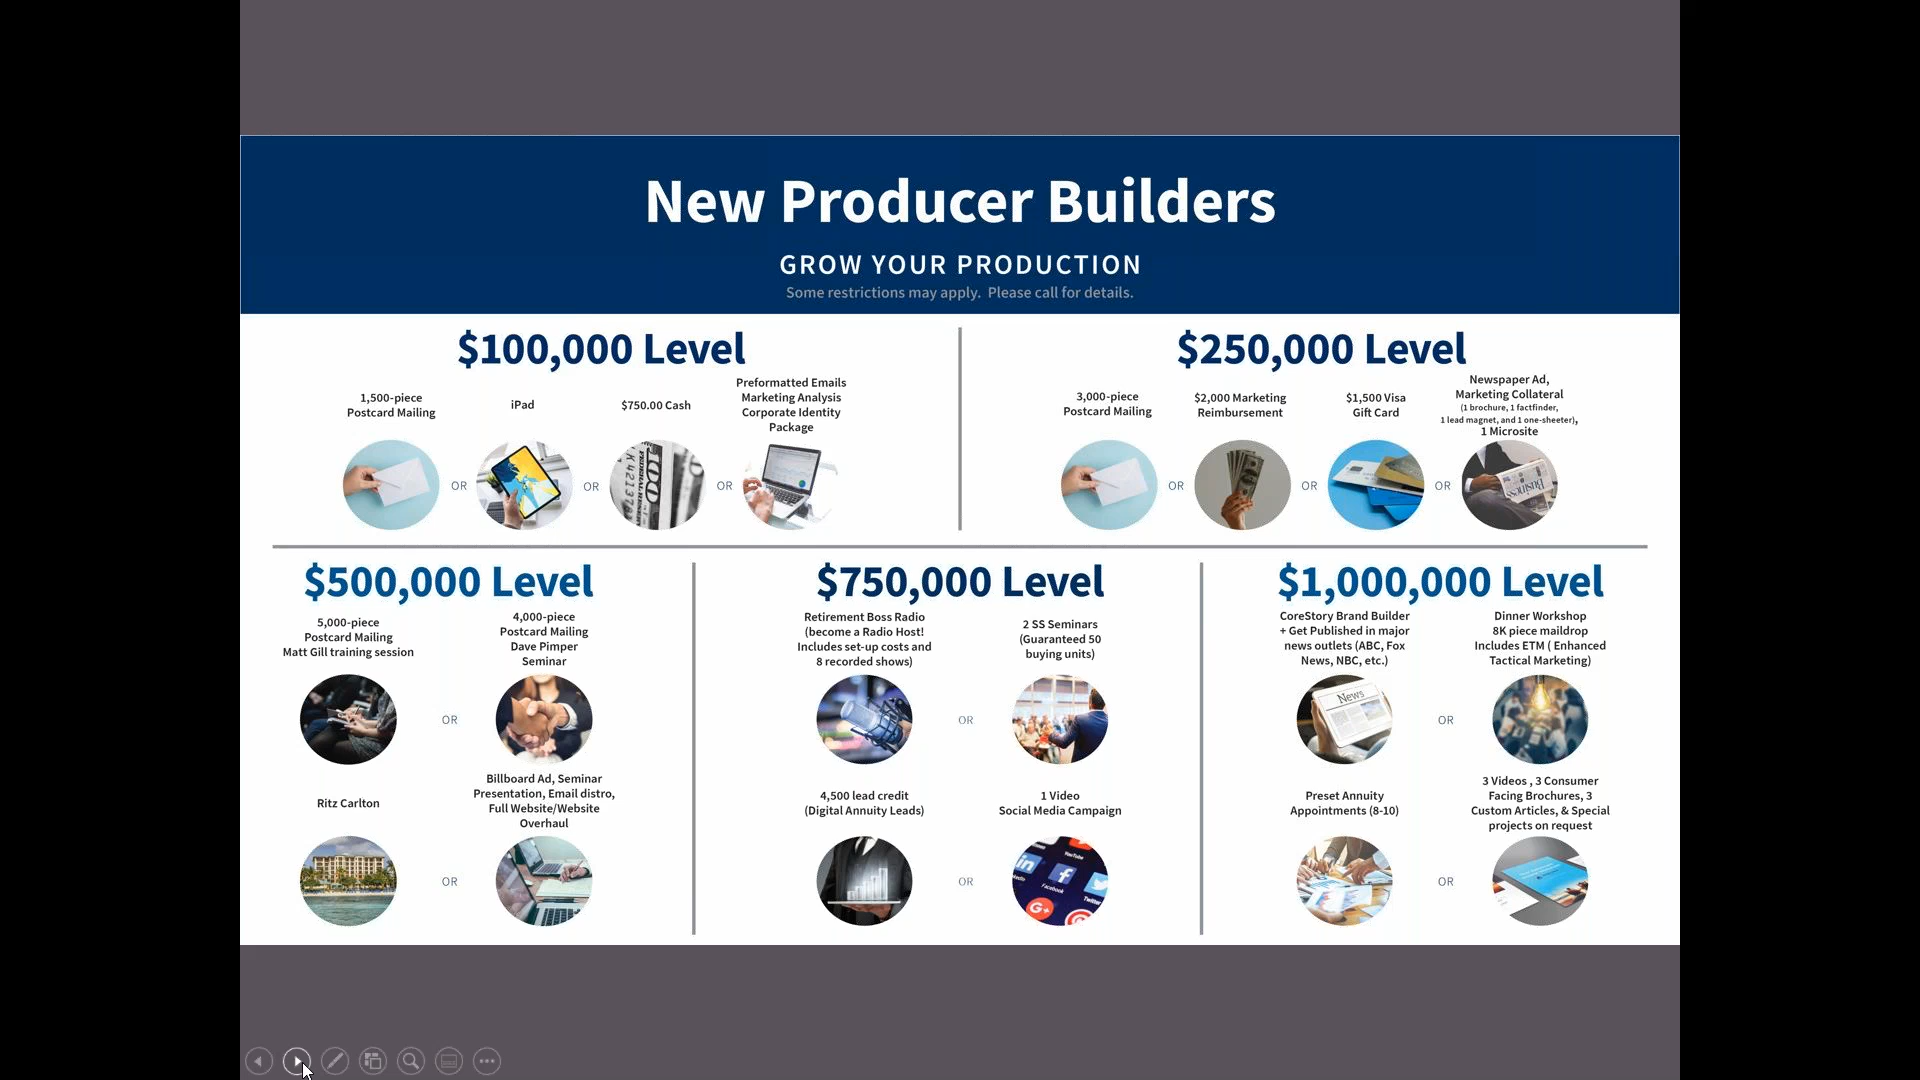 New Producer Builders
GROW YOUR PRODUCTION
Some restrictions may apply. Please call for details.
$100,000 Level
1,500-piece
Postcard Mailing
OR
iPad
OR
$750.00 Cash
OR
Preformatted Emails
Marketing Analysis
Corporate Identity
Package
$250,000 Level
3,000-piece
Postcard Mailing
OR
$2,000 Marketing
Reimbursement
OR
$1,500 Visa
Gift Card
OR
Newspaper Ad,
Marketing Collateral
(1 brochure, 1 factfinder,
1 lead magnet, and 1 one-sheeter),
1 Microsite
Business
$500,000 Level
5,000-piece
Postcard Mailing
Matt Gill training session
OR
4,000-piece
Postcard Mailing
Dave Pimper
Seminar
Ritz Carlton
OR
Billboard Ad, Seminar
Presentation, Email distro,
Full Website/Website
Overhaul
$750,000 Level
Retirement Boss Radio
(become a Radio Host!
Includes set-up costs and
8 recorded shows)
OR
2 SS Seminars
(Guaranteed 50
buying units)
4,500 lead credit
(Digital Annuity Leads)
OR
1 Video
Social Media Campaign
YouTube
in
Facebook
Twitter
G+
$1,000,000 Level
CoreStory Brand Builder
+ Get Published in major
news outlets (ABC, Fox
News, NBC, etc.)
News
OR
Dinner Workshop
8K piece maildrop
Includes ETM ( Enhanced
Tactical Marketing)
Preset Annuity
Appointments (8-10)
OR
3 Videos , 3 Consumer
Facing Brochures, 3
Custom Articles, & Special
projects on request